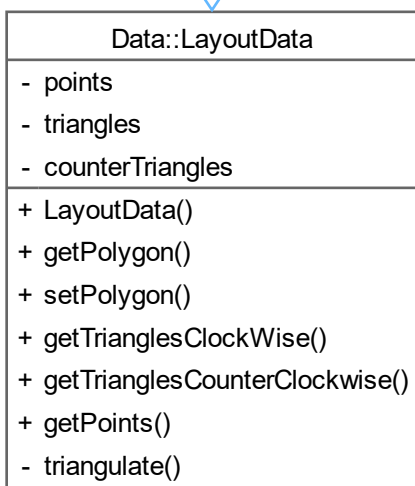 Data::LayoutData
- points
- triangles
- counterTriangles
+ LayoutData()
+ getPolygon()
+ setPolygon()
+ getTrianglesClockWise()
+ getTrianglesCounterClockwise()
+ getPoints()
- triangulate()